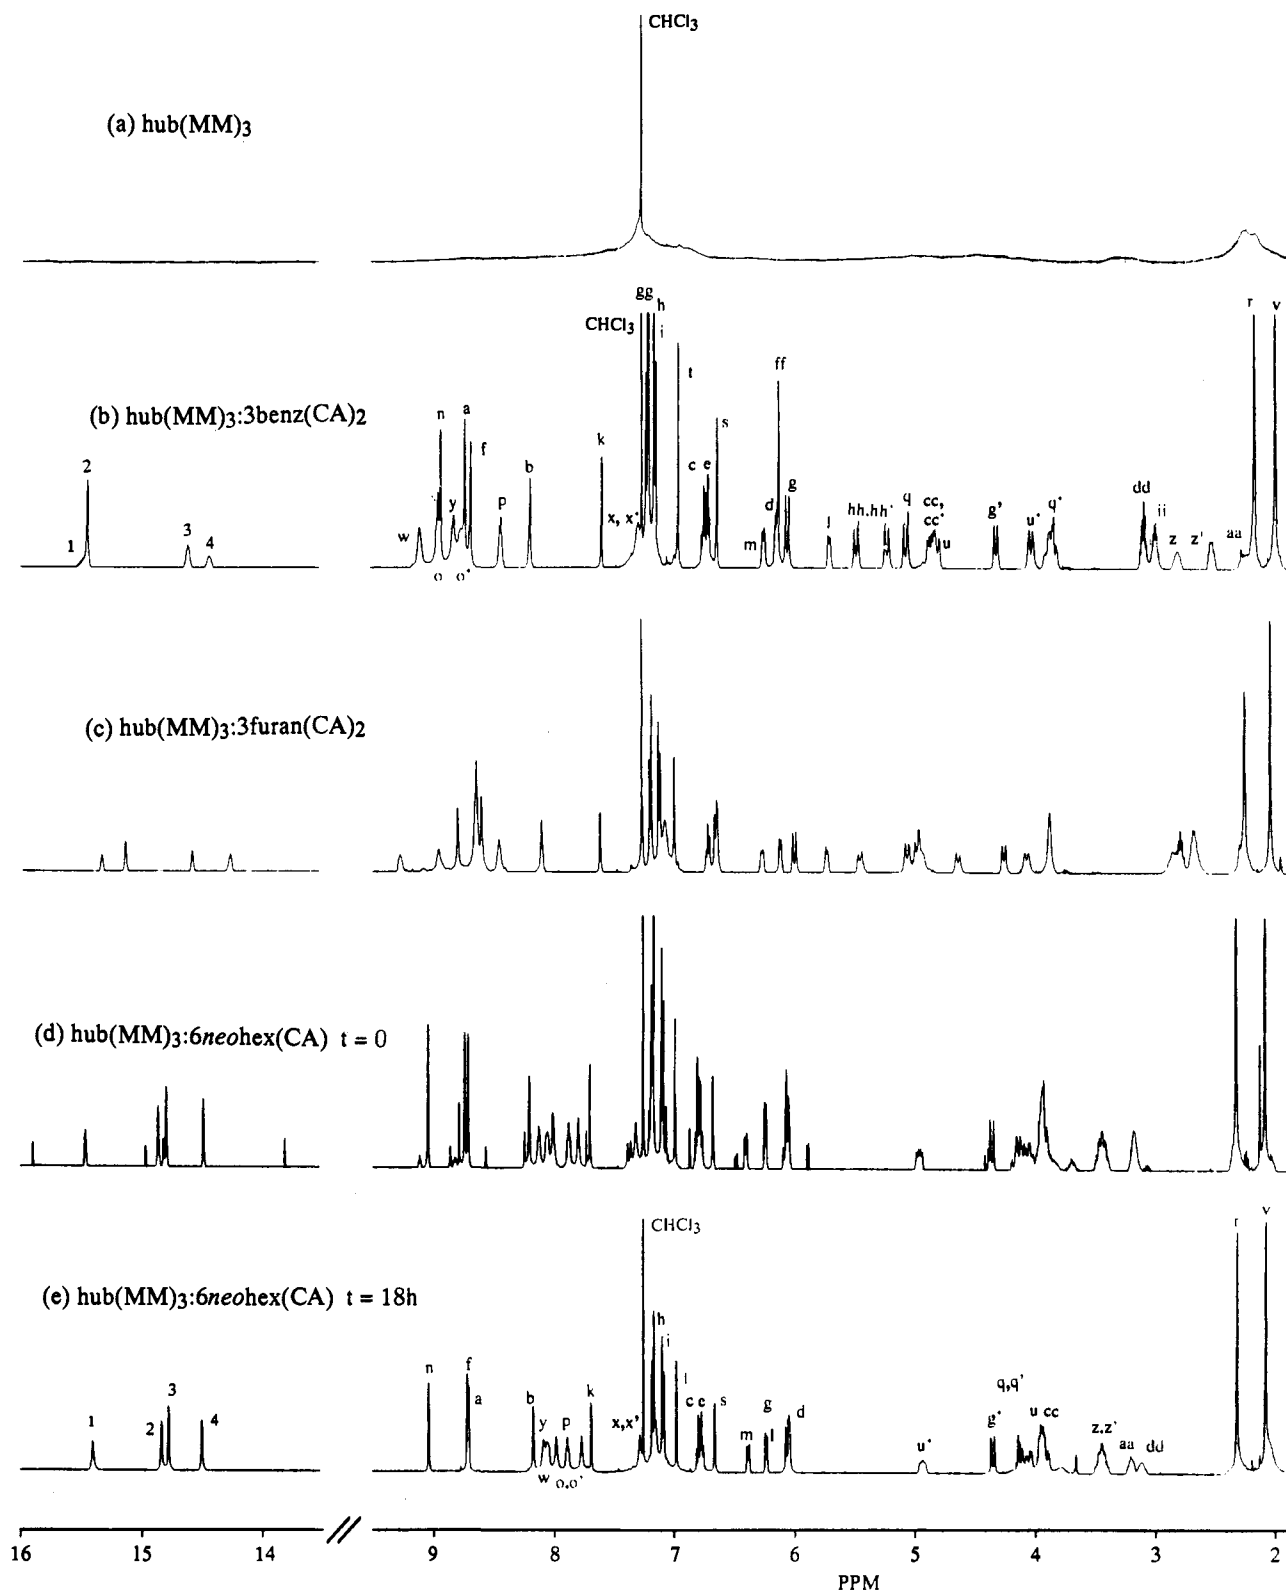 CHCl3
(a) hub(MM)3
gg
h
CHCl3
i
r
v
ff
t
(b) hub(MM)3:3benz(CA)2
n
a
f
s
2
k
c e
p
b
y
d
g
hh,hh'
q
cc,
cc'
g'
u'
q'
dd
ii
1
3
4
w
x, x'
m
l
u
z
z'
aa
o
o'
(c) hub(MM)3:3furan(CA)2
(d) hub(MM)3:6neohex(CA) t = 0
CHCl3
r
v
(e) hub(MM)3:6neohex(CA) t = 18h
h
i
n
f
a
l
q,q'
3
1
2
4
b
k
c e
s
g
d
g'
u cc
y
p
x,x'
m
l
z,z'
aa
dd
u'
w
o,o'
16
15
14
9
8
7
6
5
4
3
2
PPM